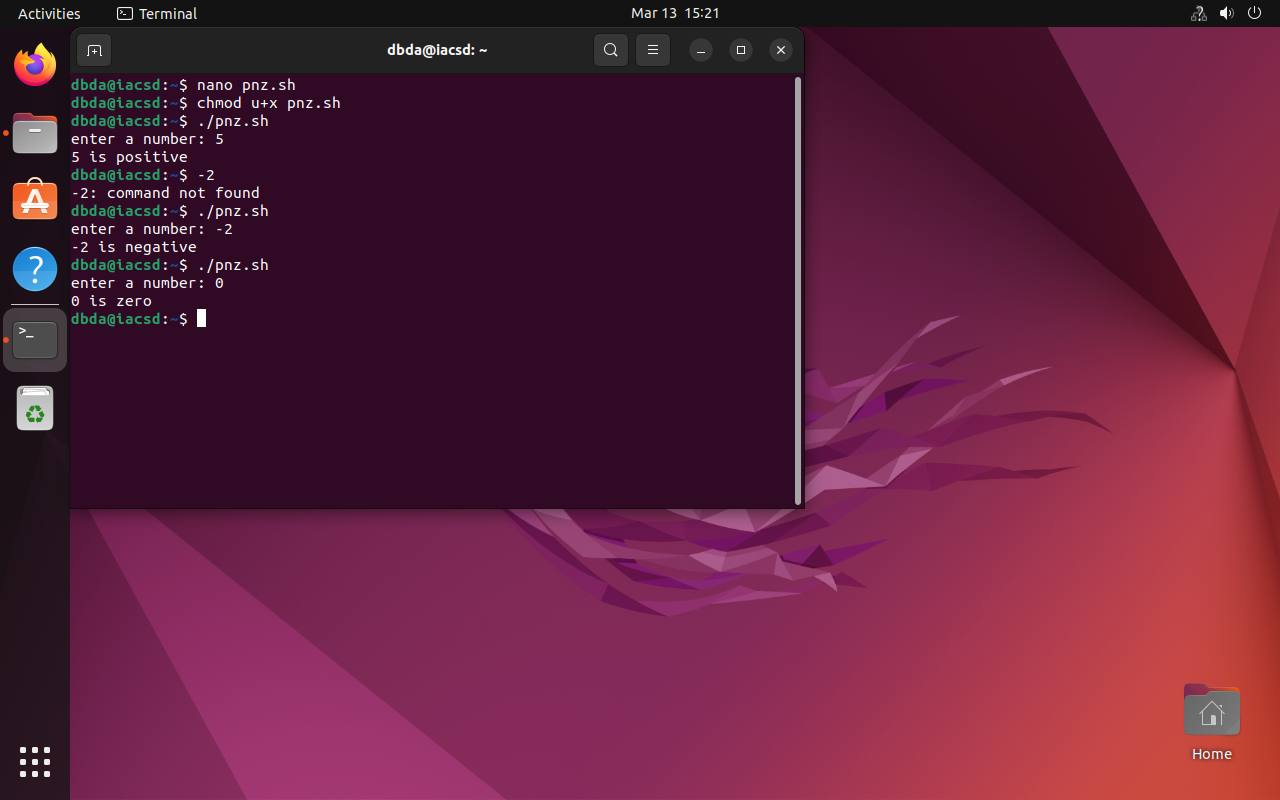 Activities
Terminal
Mar 13 15:21
dbda@iacsd: ~
dbda@iacsd:~$ nano pnz.sh
dbda@iacsd:~$ chmod u+x pnz.sh
dbda@iacsd:~$ ./pnz.sh
enter a number: 5
5 is positive
dbda@iacsd:~$ -2
-2: command not found
dbda@iacsd:~$ ./pnz.sh
enter a number: -2
-2 is negative
dbda@iacsd:~$ ./pnz.sh
enter a number: 0
0 is zero
dbda@iacsd:~$
Home